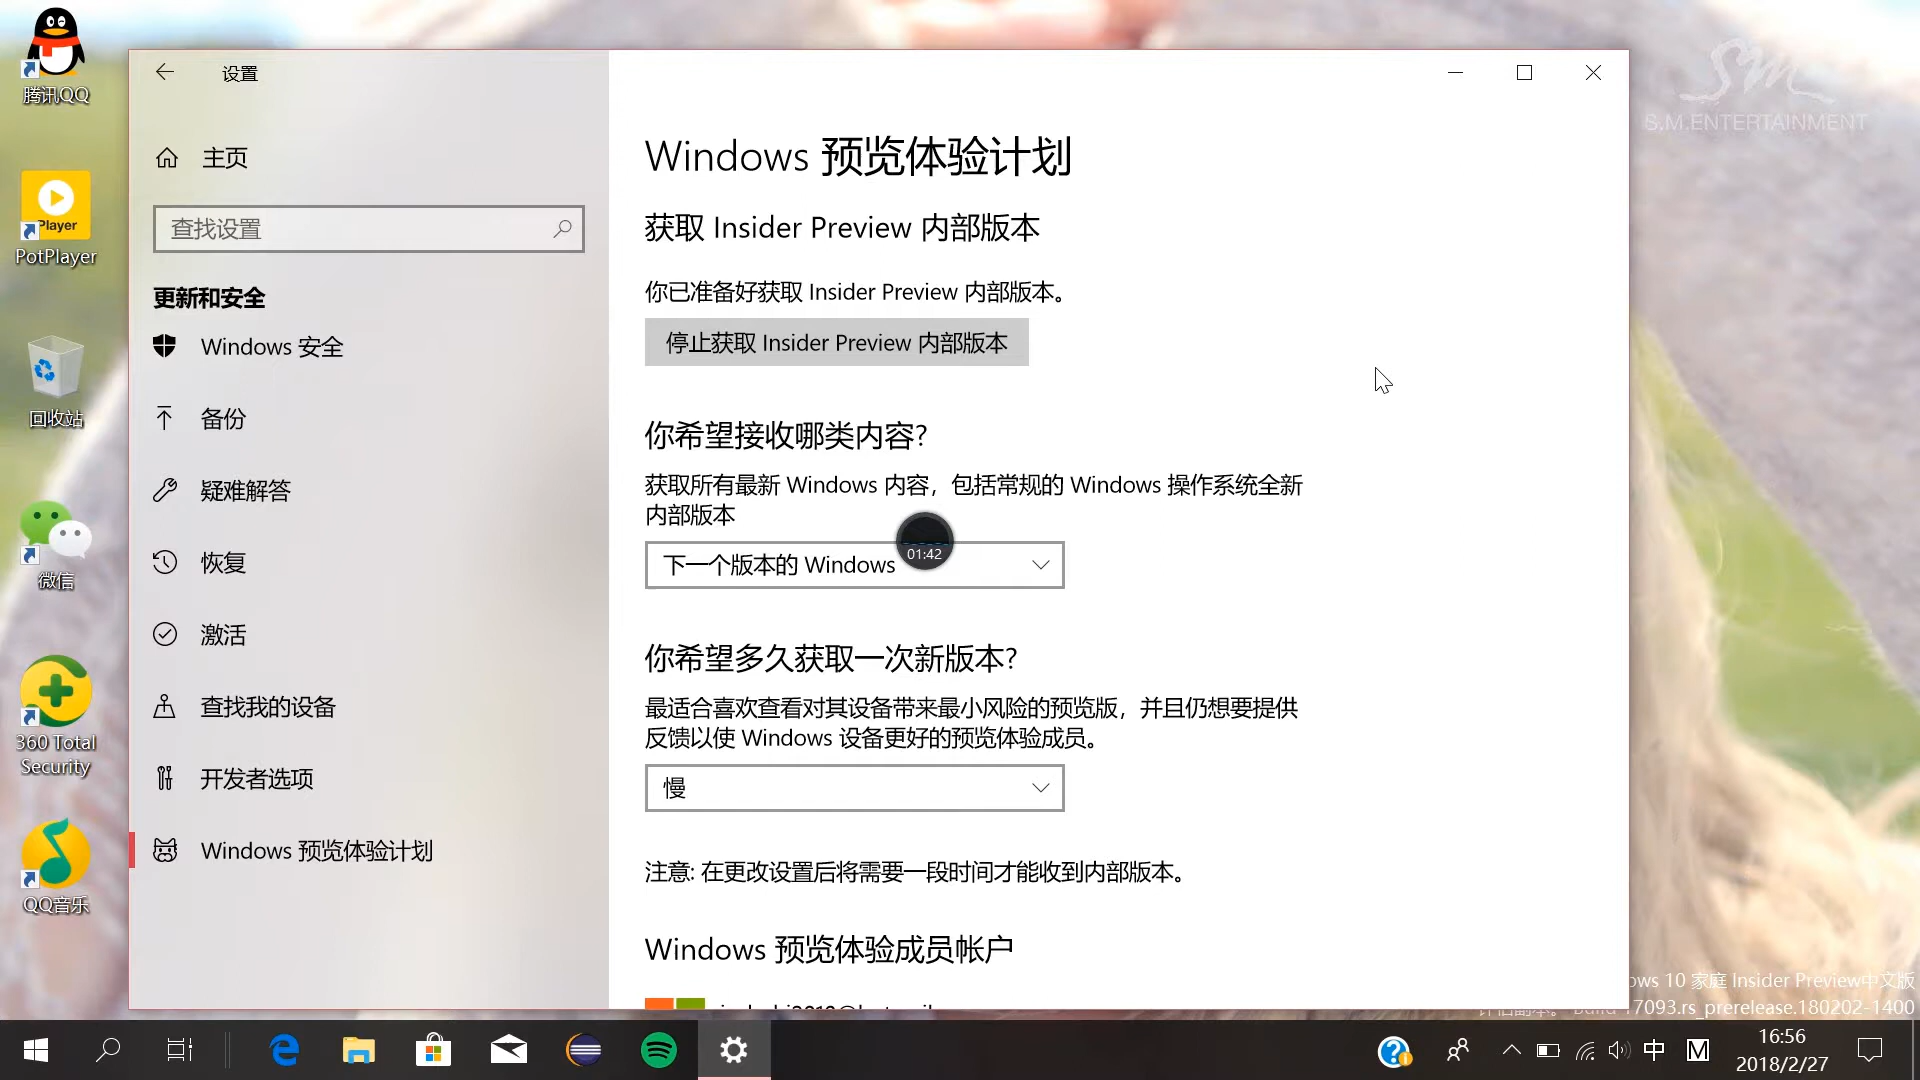 腾讯QQ
Player
PotPlayer
回收站
微信
360 Total
Security
QQ音乐
设置
主页
查找设置
更新和安全
Windows 安全
备份
疑难解答
恢复
激活
查找我的设备
开发者选项
Windows 预览体验计划
Windows 预览体验计划
获取 Insider Preview 内部版本
你已准备好获取 Insider Preview 内部版本。
停止获取 Insider Preview 内部版本
你希望接收哪类内容?
获取所有最新 Windows 内容，包括常规的 Windows 操作系统全新
内部版本
01:42
下一个版本的 Windows
你希望多久获取一次新版本?
最适合喜欢查看对其设备带来最小风险的预览版，并且仍想要提供
反馈以使 Windows 设备更好的预览体验成员。
慢
注意: 在更改设置后将需要一段时间才能收到内部版本。
Windows 预览体验成员帐户
SM
S.M.ENTERTAINMENT
ows 10 家庭 Insider Preview中文版
7093.rs_prerelease.180202-1400
中
M
16:56
2018/2/27